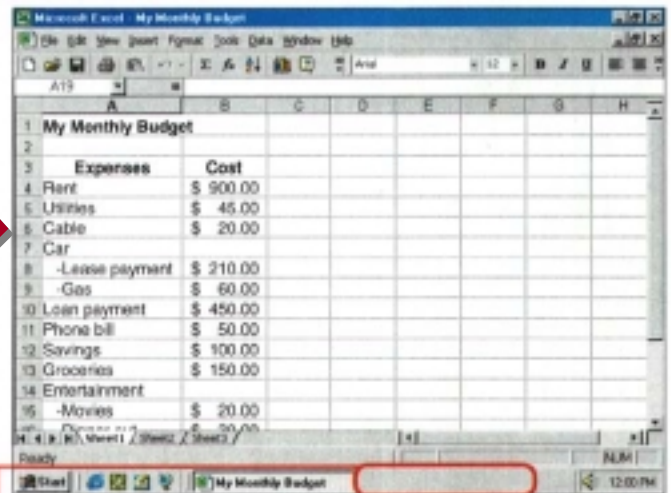 Microsoft Excel - My Monthly Budget
File Edit View Insert Format Tools Data Window Help
Arial 12 B I U
A19 =
A B C D E F G H
1 My Monthly Budget
2
3 Expenses Cost
4 Rent $ 900.00
5 Utilities $ 45.00
6 Cable $ 20.00
7 Car
8 -Lease payment $ 210.00
9 -Gas $ 60.00
10 Loan payment $ 450.00
11 Phone bill $ 50.00
12 Savings $ 100.00
13 Groceries $ 150.00
14 Entertainment
15 -Movies $ 20.00
Sheet1 / Sheet2 / Sheet3 /
Ready NUM
Start My Monthly Budget 12:00 PM